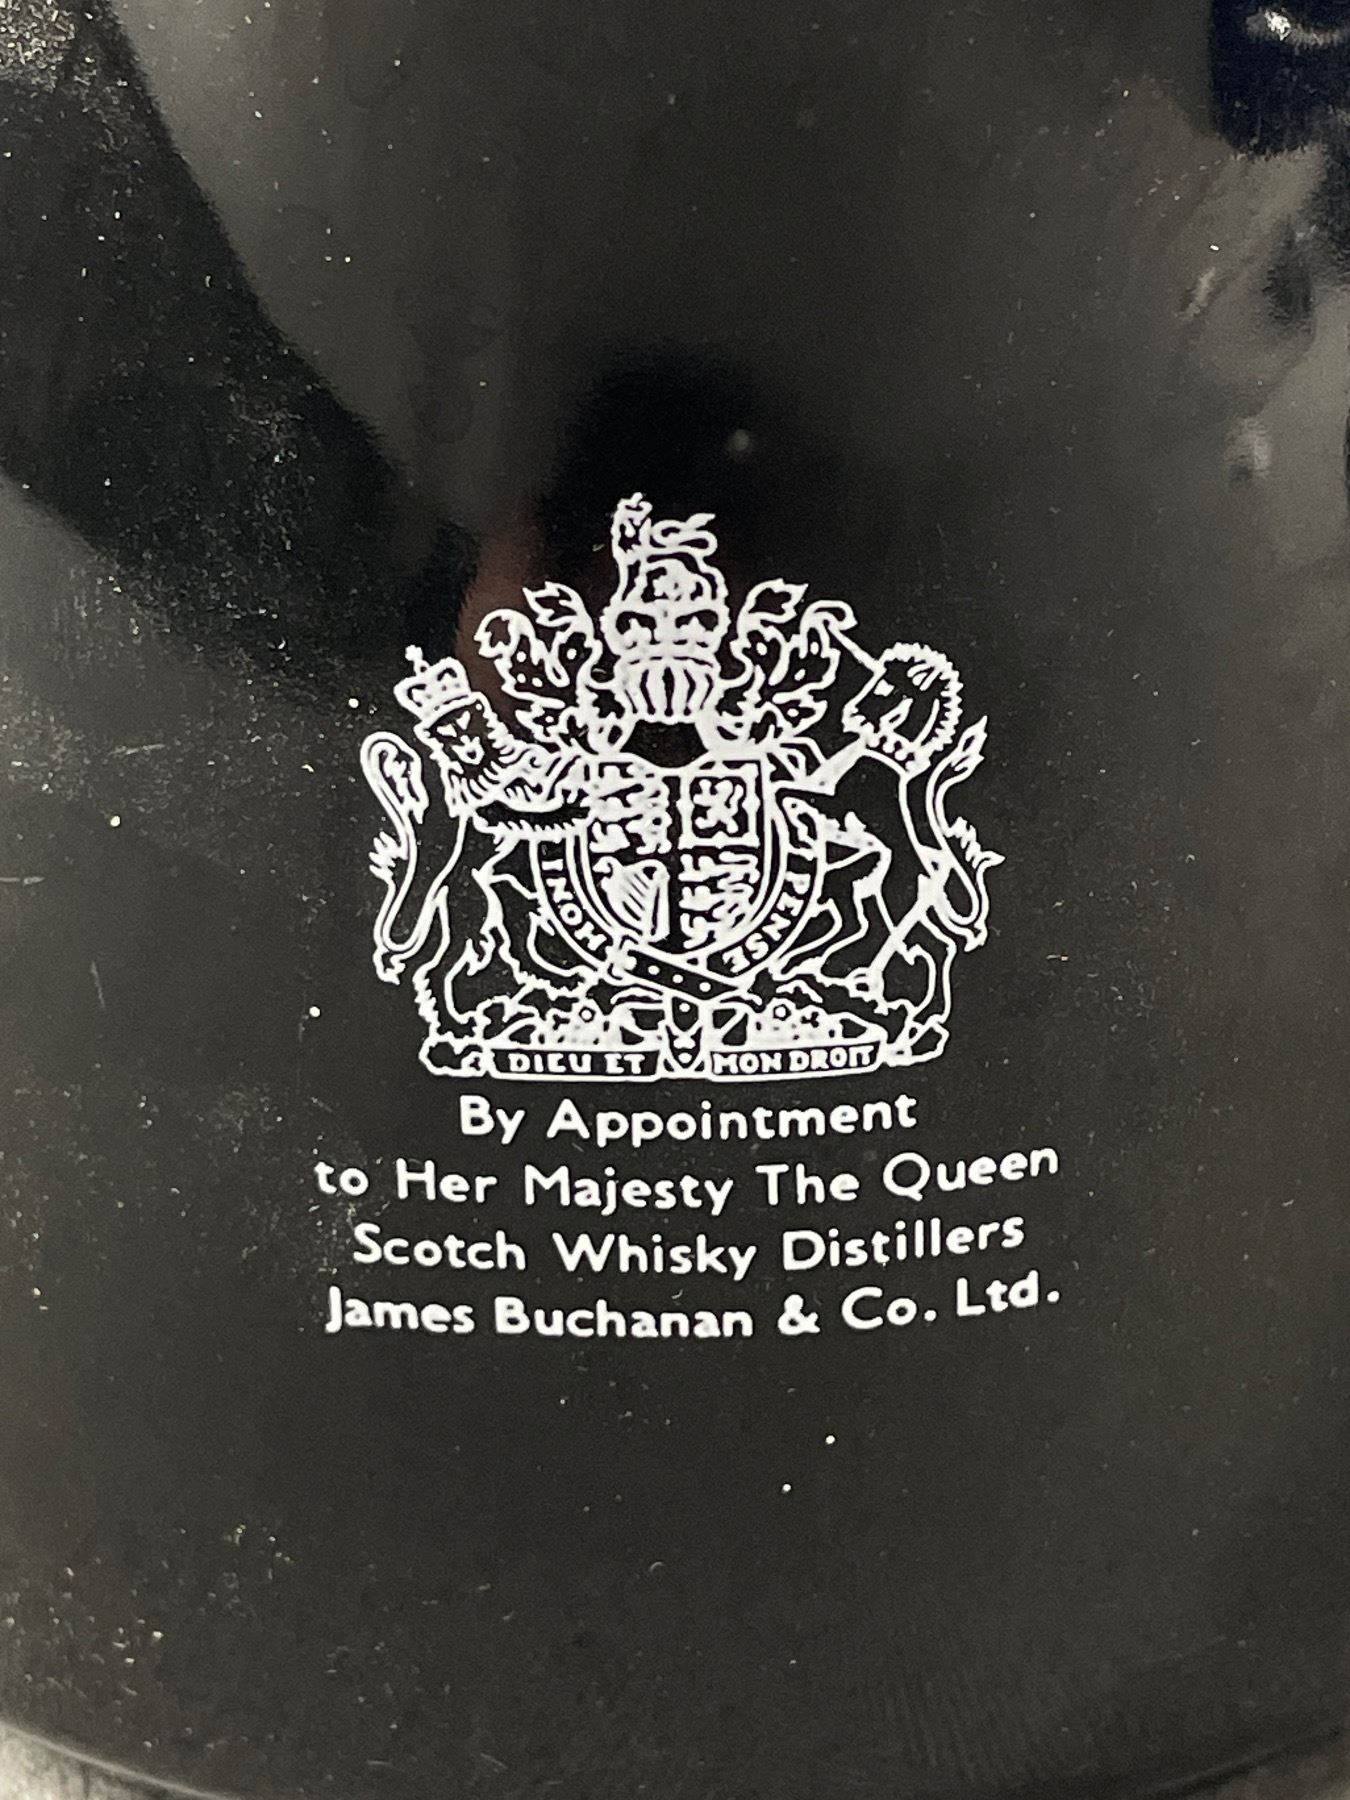 HONI
PENSE
DIEU ET MON DROIT
By Appointment
to Her Majesty The Queen
Scotch Whisky Distillers
James Buchanan & Co. Ltd.